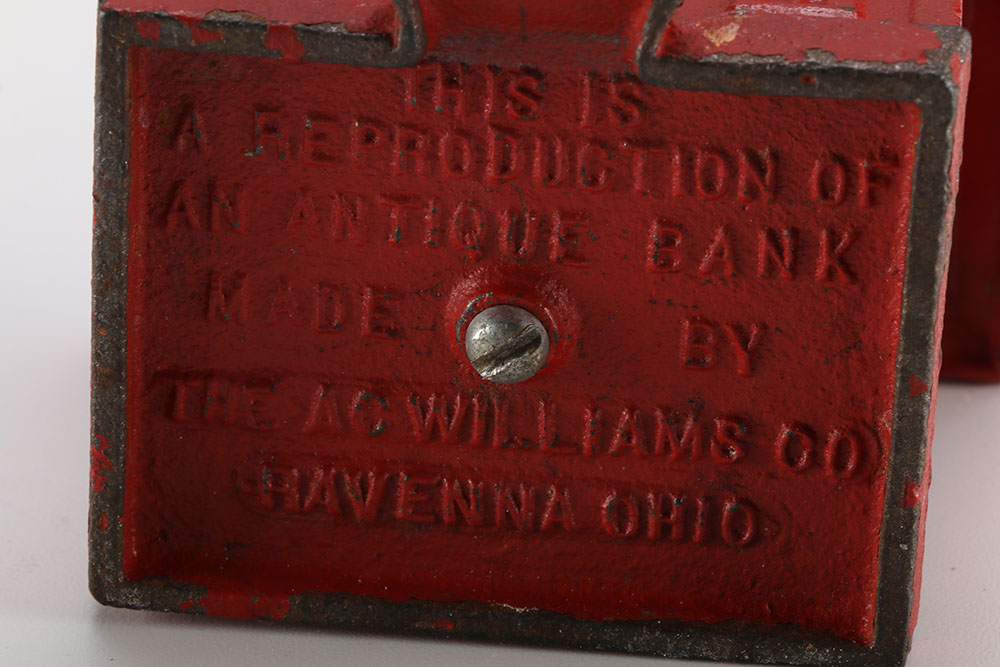 THIS IS
A REPRODUCTION OF
AN ANTIQUE BANK
MADE BY
THE AC WILLIAMS CO
RAVENNA OHIO